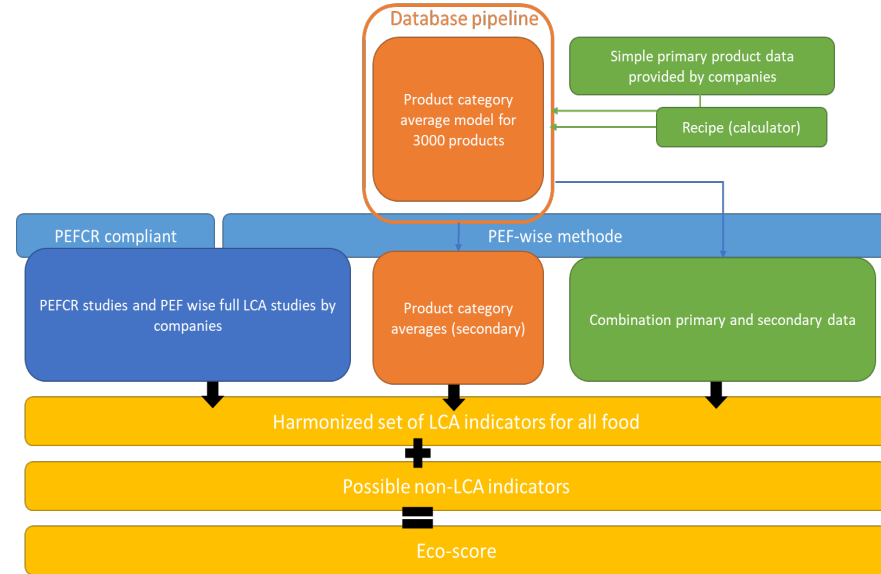 Database pipeline
Product category
average model for
3000 products
Simple primary product data
provided by companies
Recipe (calculator)
PEFCR compliant
PEF-wise methode
PEFCR studies and PEF wise full LCA studies by
companies
Product category
averages (secondary)
Combination primary and secondary data
Harmonized set of LCA indicators for all food
+
Possible non-LCA indicators
=
Eco-score